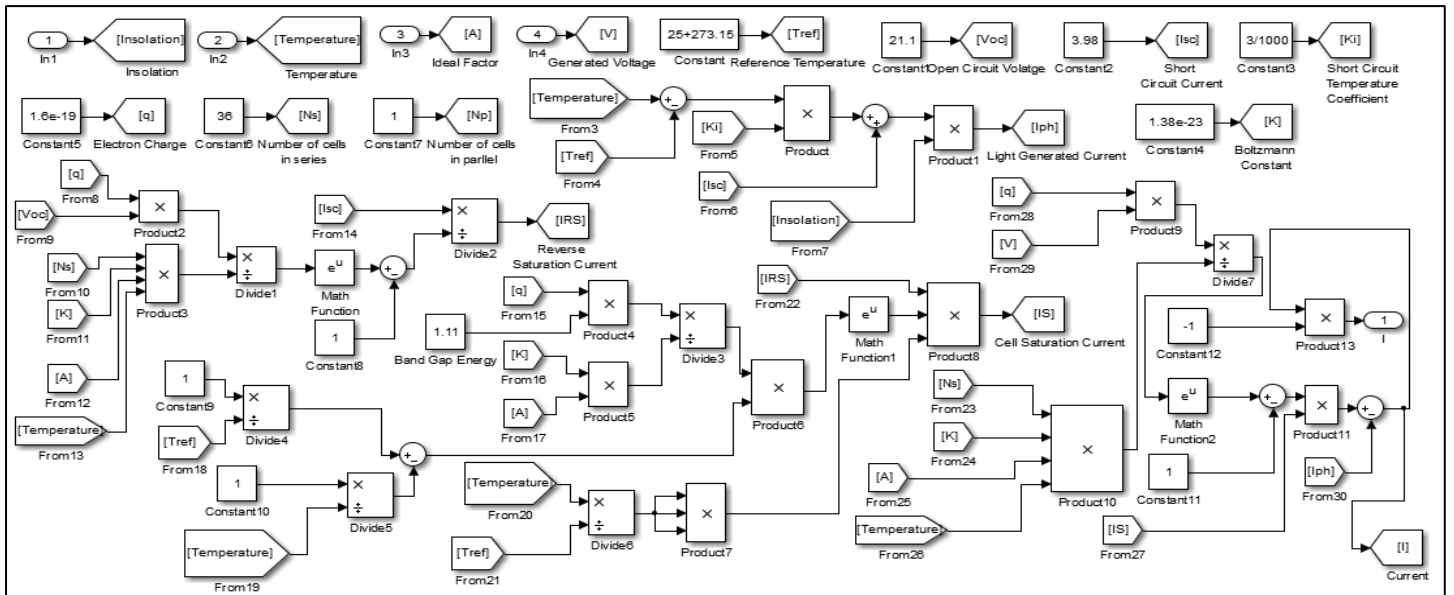 1
In1
[Insolation]
Insolation
2
In2
[Temperature]
Temperature
3
In3
[A]
Ideal Factor
4
In4
[V]
Generated Voltage
25+273.15
Constant
[Tref]
Reference Temperature
21.1
Constant1
[Voc]
Open Circuit Volatge
3.98
Constant2
[Isc]
Short
Circuit Current
3/1000
Constant3
[Ki]
Short Circuit
Temperature
Coefficient
1.6e-19
Constant5
[q]
Electron Charge
36
Constant6
[Ns]
Number of cells
in series
1
Constant7
[Np]
Number of cells
in parllel
[Temperature]
From3
[Tref]
From4
+
-
[Ki]
From5
×
Product
[Isc]
From6
+
+
[Insolation]
From7
×
Product1
[Iph]
Light Generated Current
1.38e-23
Constant4
[K]
Boltzmann
Constant
[q]
From8
[Voc]
From9
×
Product2
[Ns]
From10
[K]
From11
[A]
From12
[Temperature]
From13
×
Product3
×
÷
Divide1
e^u
Math
Function
1
Constant8
+
-
[Isc]
From14
×
÷
Divide2
[IRS]
Reverse
Saturation Current
[q]
From15
1.11
Band Gap Energy
×
Product4
[K]
From16
[A]
From17
×
Product5
×
÷
Divide3
1
Constant9
[Tref]
From18
×
÷
Divide4
1
Constant10
[Temperature]
From19
×
÷
Divide5
+
-
×
Product6
e^u
Math
Function1
[IRS]
From22
×
Product8
[IS]
Cell Saturation Current
[Temperature]
From20
[Tref]
From21
×
÷
Divide6
×
Product7
[q]
From28
[V]
From29
×
Product9
[Ns]
From23
[K]
From24
[A]
From25
[Temperature]
From26
×
Product10
×
÷
Divide7
e^u
Math
Function2
1
Constant11
+
-
[IS]
From27
×
Product11
[Iph]
From30
+
-
-1
Constant12
×
Product13
1
I
[I]
Current